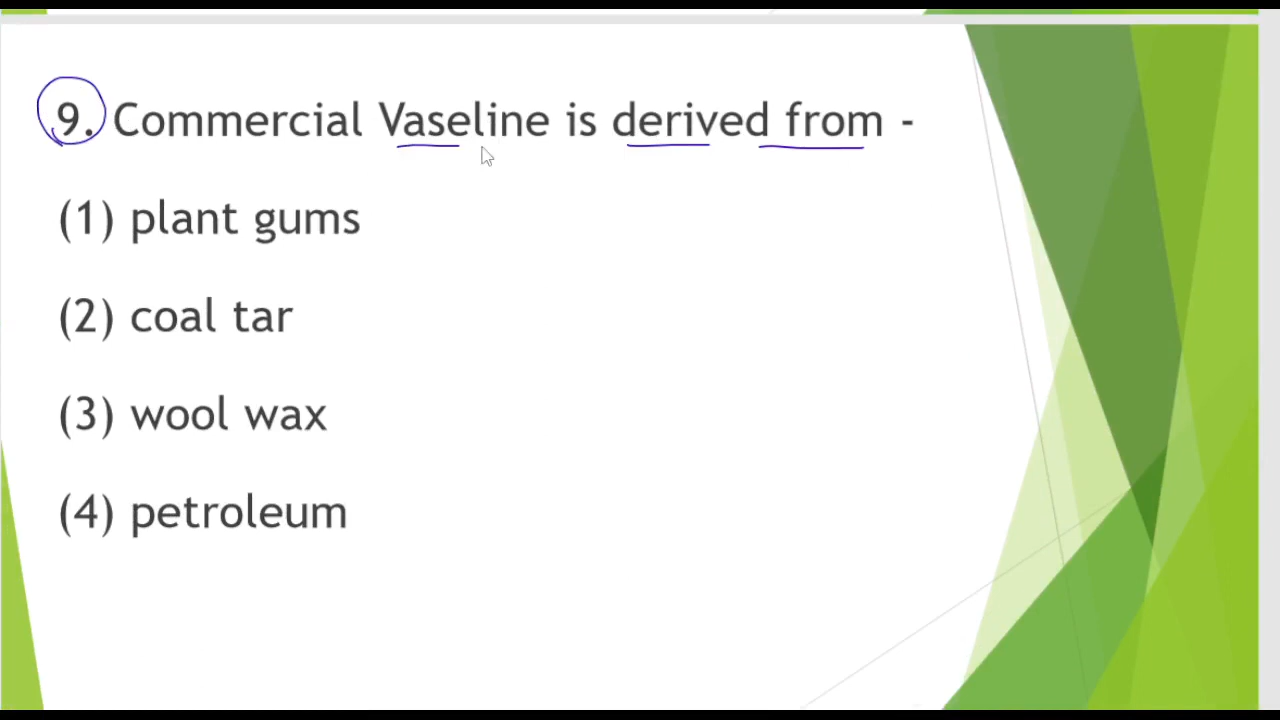 9. Commercial Vaseline is derived from -
(1) plant gums
(2) coal tar
(3) wool wax
(4) petroleum